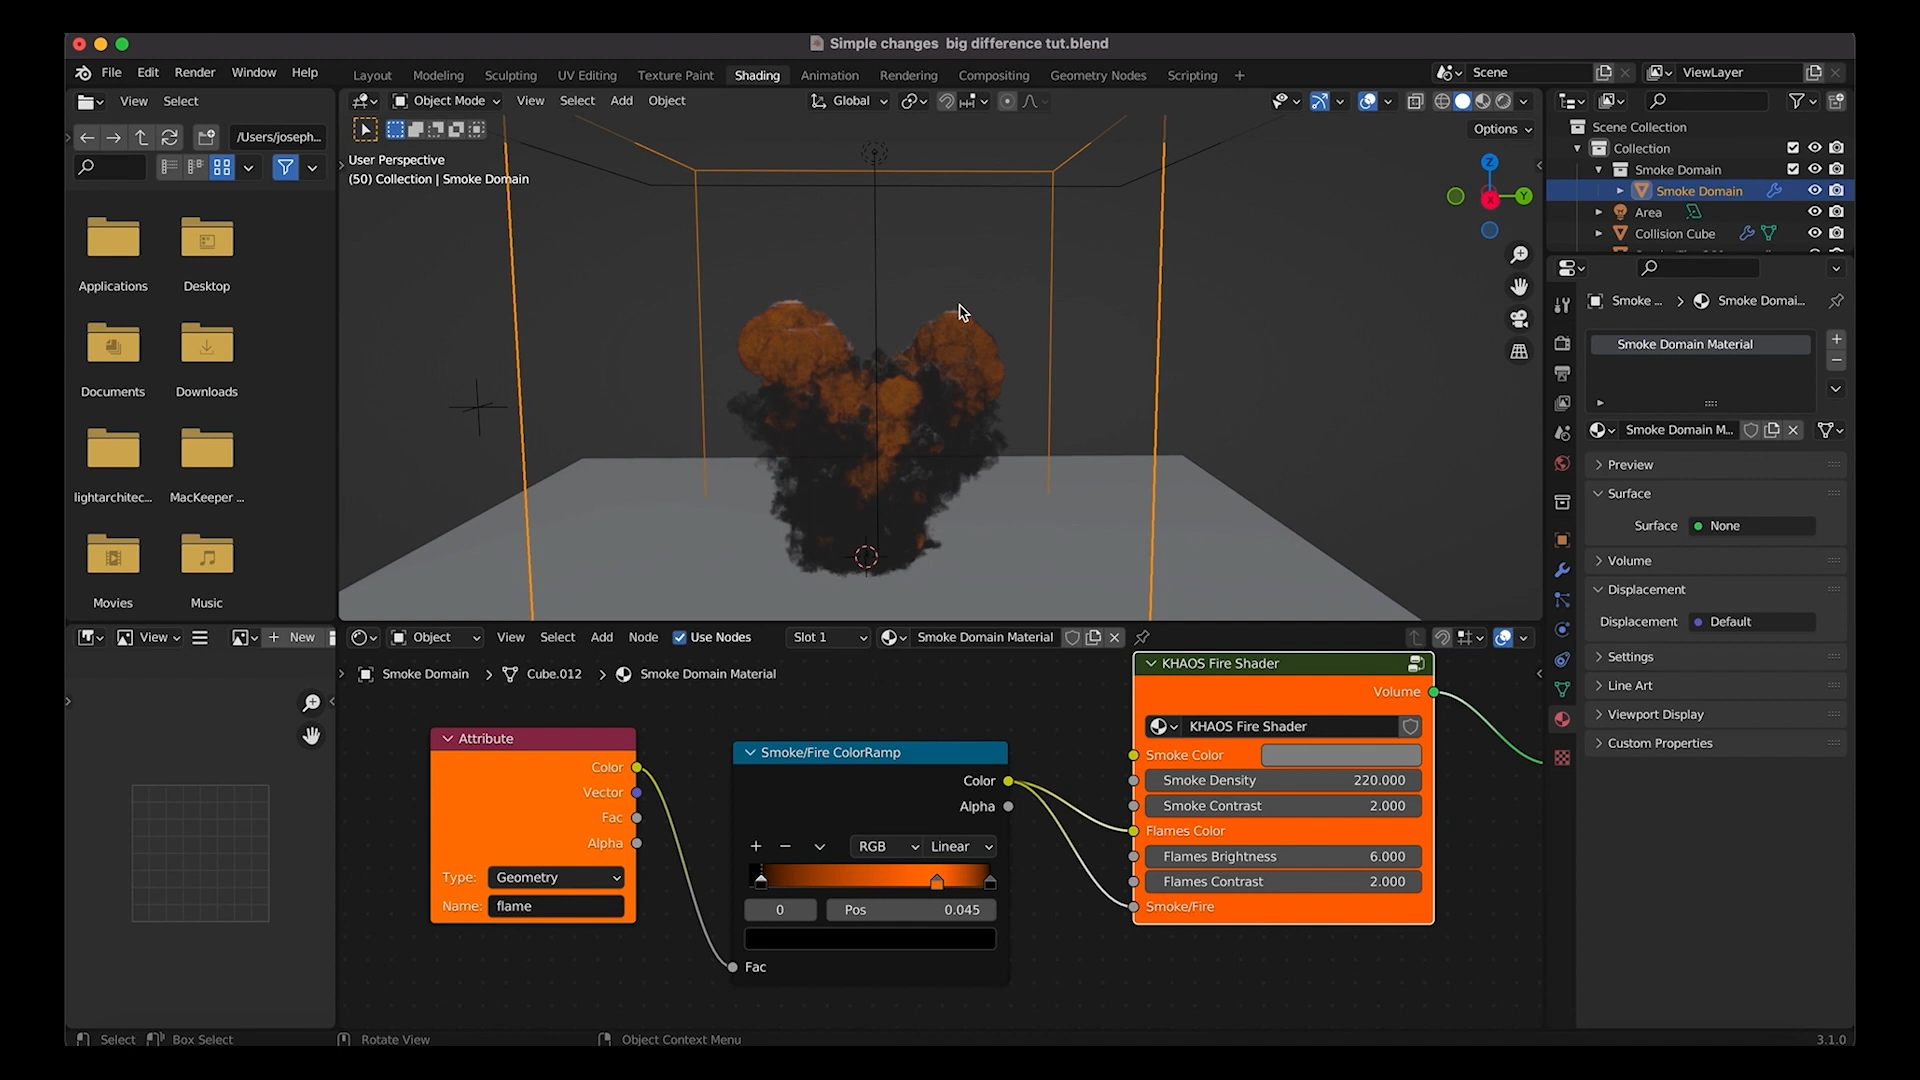 Simple changes  big difference tut.blend
File Edit Render Window Help
Layout Modeling Sculpting UV Editing Texture Paint Shading Animation Rendering Compositing Geometry Nodes Scripting +
Scene
ViewLayer
View Select
Object Mode View Select Add Object
Global
Options
/Users/joseph...
User Perspective
(50) Collection | Smoke Domain
Z
Y
X
Applications
Desktop
Documents
Downloads
lightarchitec...
MacKeeper ...
Movies
Music
Scene Collection
Collection
Smoke Domain
Smoke Domain
Area
Collision Cube
Smoke ... > Smoke Domai...
Smoke Domain Material
Smoke Domain M...
Preview
Surface
Surface None
Volume
Displacement
Displacement Default
Settings
Line Art
Viewport Display
Custom Properties
View
+ New
Object View Select Add Node Use Nodes Slot 1 Smoke Domain Material
Smoke Domain > Cube.012 > Smoke Domain Material
Attribute
Color
Vector
Fac
Alpha
Type: Geometry
Name: flame
Smoke/Fire ColorRamp
Color
Alpha
RGB Linear
0 Pos 0.045
Fac
KHAOS Fire Shader
Volume
KHAOS Fire Shader
Smoke Color
Smoke Density 220.000
Smoke Contrast 2.000
Flames Color
Flames Brightness 6.000
Flames Contrast 2.000
Smoke/Fire
Select Box Select Rotate View Object Context Menu
3.1.0